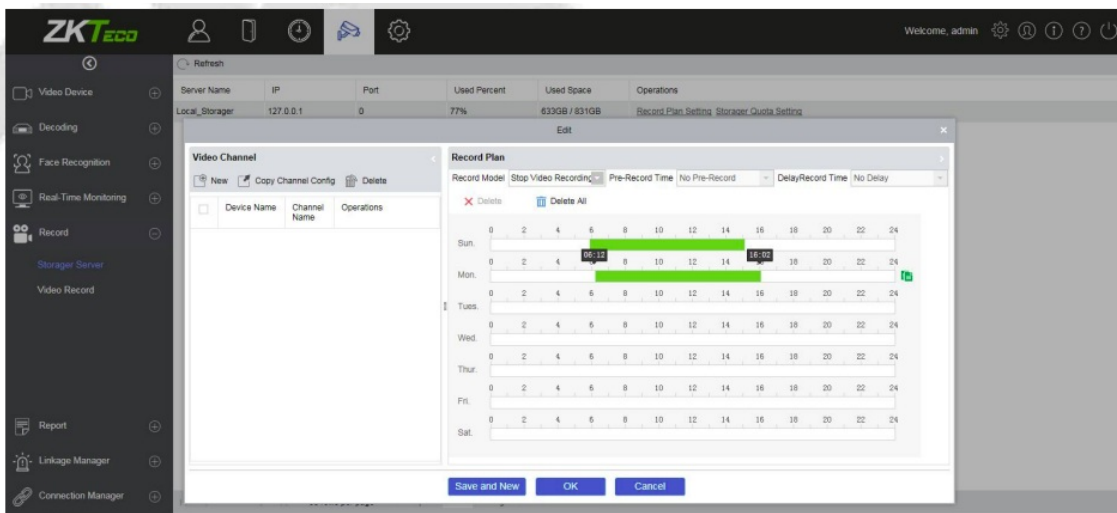 ZKTeco
Welcome, admin
Refresh
Video Device
Decoding
Face Recognition
Real-Time Monitoring
Record
Storager Server
Video Record
Report
Linkage Manager
Connection Manager
Server Name IP Port Used Percent Used Space Operations
Local_Storager 127.0.0.1 0 77% 633GB / 831GB Record Plan Setting Storager Quota Setting
Edit
Video Channel
New Copy Channel Config Delete
Device Name Channel Name Operations
Record Plan
Record Model Stop Video Recording Pre-Record Time No Pre-Record DelayRecord Time No Delay
Delete Delete All
0 2 4 6 8 10 12 14 16 18 20 22 24
Sun.
06:12 16:02
0 2 4 6 8 10 12 14 16 18 20 22 24
Mon.
0 2 4 6 8 10 12 14 16 18 20 22 24
Tues.
0 2 4 6 8 10 12 14 16 18 20 22 24
Wed.
0 2 4 6 8 10 12 14 16 18 20 22 24
Thur.
0 2 4 6 8 10 12 14 16 18 20 22 24
Fri.
0 2 4 6 8 10 12 14 16 18 20 22 24
Sat.
Save and New OK Cancel